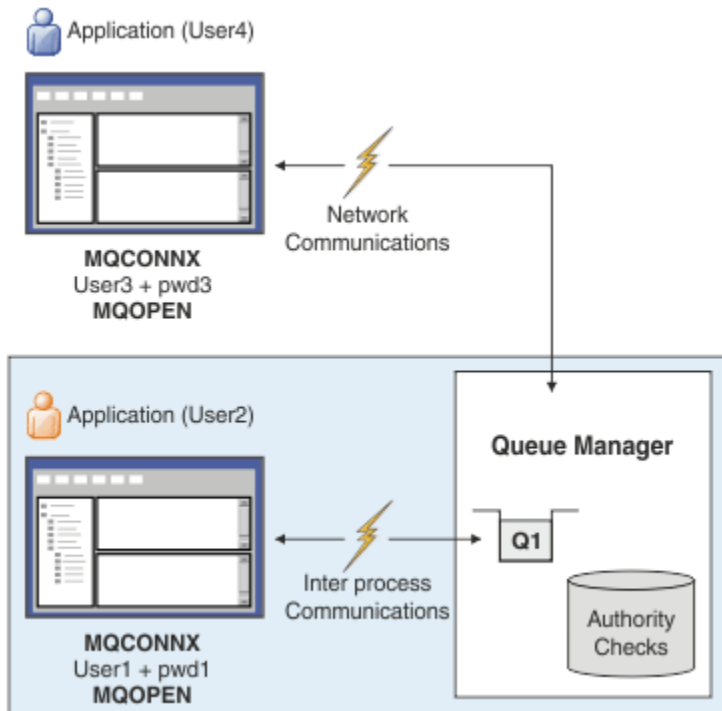 Application (User4)
MQCONNX
User3 + pwd3
MQOPEN
Network
Communications
Application (User2)
MQCONNX
User1 + pwd1
MQOPEN
Inter process
Communications
Queue Manager
Q1
Authority
Checks